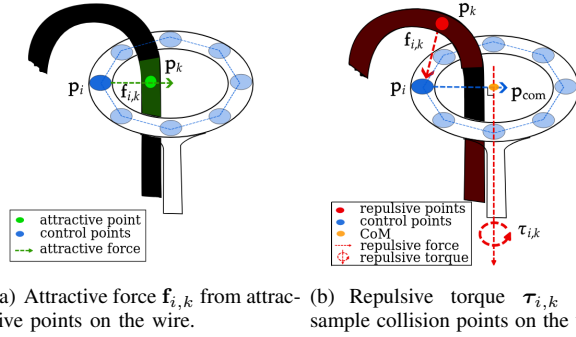 p_k
p_i
f_{i,k}
attractive point
control points
attractive force
p_k
f_{i,k}
p_i
p_com
τ_{i,k}
repulsive points
control points
CoM
repulsive force
repulsive torque
a) Attractive force f_{i,k} from attrac-
ive points on the wire.
(b) Repulsive torque τ_{i,k}
sample collision points on the